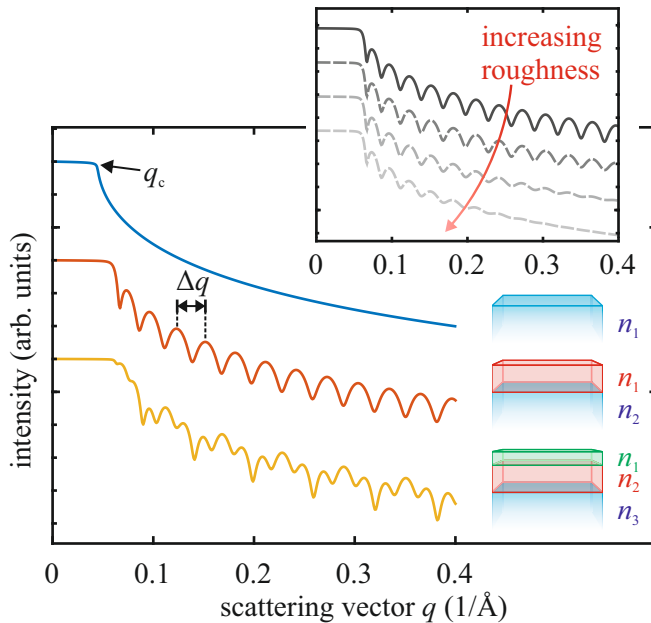 increasing
roughness
0 0.1 0.2 0.3 0.4
q_c
Δq
n_1
n_1
n_2
n_1
n_2
n_3
intensity (arb. units)
0 0.1 0.2 0.3 0.4
scattering vector q (1/Å)